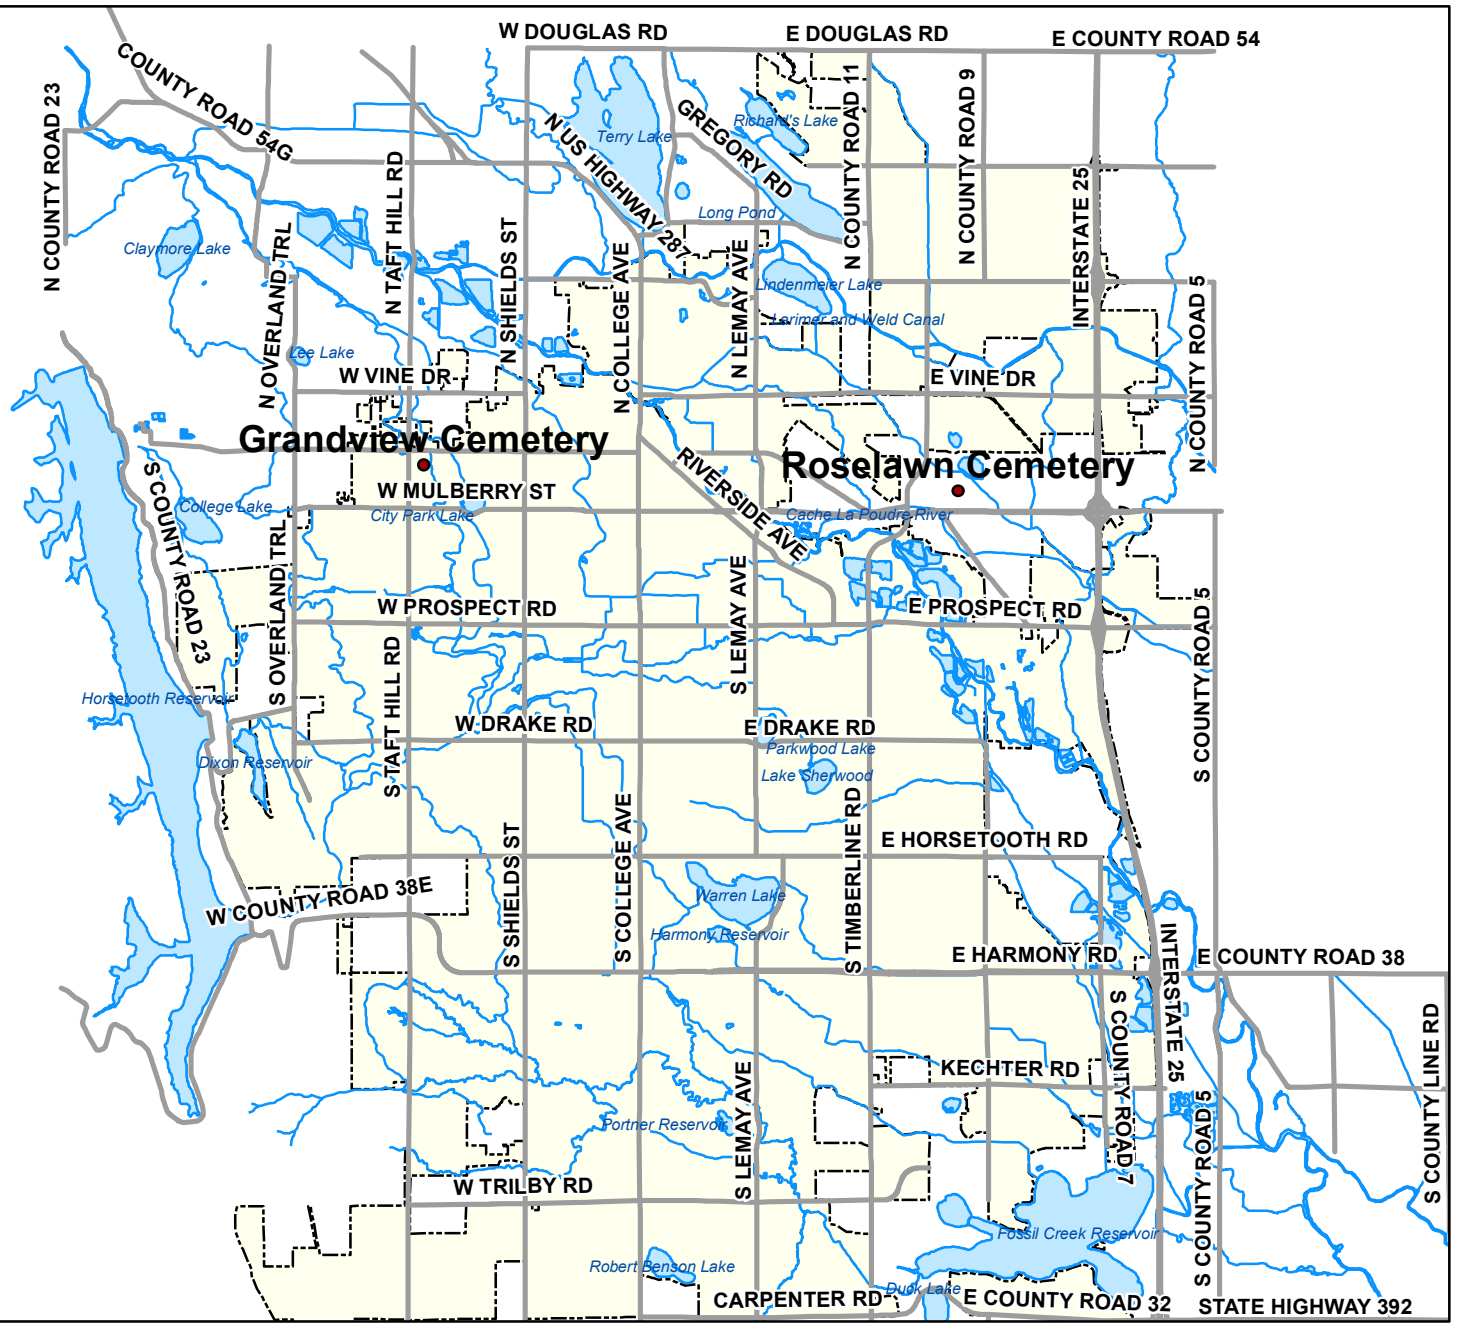 W DOUGLAS RD
E DOUGLAS RD
E COUNTY ROAD 54
COUNTY ROAD 54G
N COUNTY ROAD 23
N US HIGHWAY 287
Terry Lake
GREGORY RD
Richard's Lake
N COUNTY ROAD 11
N COUNTY ROAD 9
INTERSTATE 25
N TAFT HILL RD
Long Pond
Claymore Lake
N OVERLAND TRL
N SHIELDS ST
N COLLEGE AVE
N LEMAY AVE
Lindenmeier Lake
Larimer and Weld Canal
N COUNTY ROAD 5
Lee Lake
W VINE DR
E VINE DR
Grandview Cemetery
Roselawn Cemetery
RIVERSIDE AVE
W MULBERRY ST
City Park Lake
College Lake
Cache La Poudre River
S COUNTY ROAD 23
S OVERLAND TRL
W PROSPECT RD
E PROSPECT RD
S LEMAY AVE
S COUNTY ROAD 5
S TAFT HILL RD
Horsetooth Reservoir
W DRAKE RD
E DRAKE RD
Parkwood Lake
Dixon Reservoir
Lake Sherwood
S SHIELDS ST
S COLLEGE AVE
S TIMBERLINE RD
E HORSETOOTH RD
W COUNTY ROAD 38E
Warren Lake
Harmony Reservoir
E HARMONY RD
E COUNTY ROAD 38
INTERSTATE 25
S COUNTY ROAD 7
S COUNTY LINE RD
KECHTER RD
S LEMAY AVE
Portner Reservoir
S COUNTY ROAD 5
W TRILBY RD
Fossil Creek Reservoir
Robert Benson Lake
Duck Lake
CARPENTER RD
E COUNTY ROAD 32
STATE HIGHWAY 392